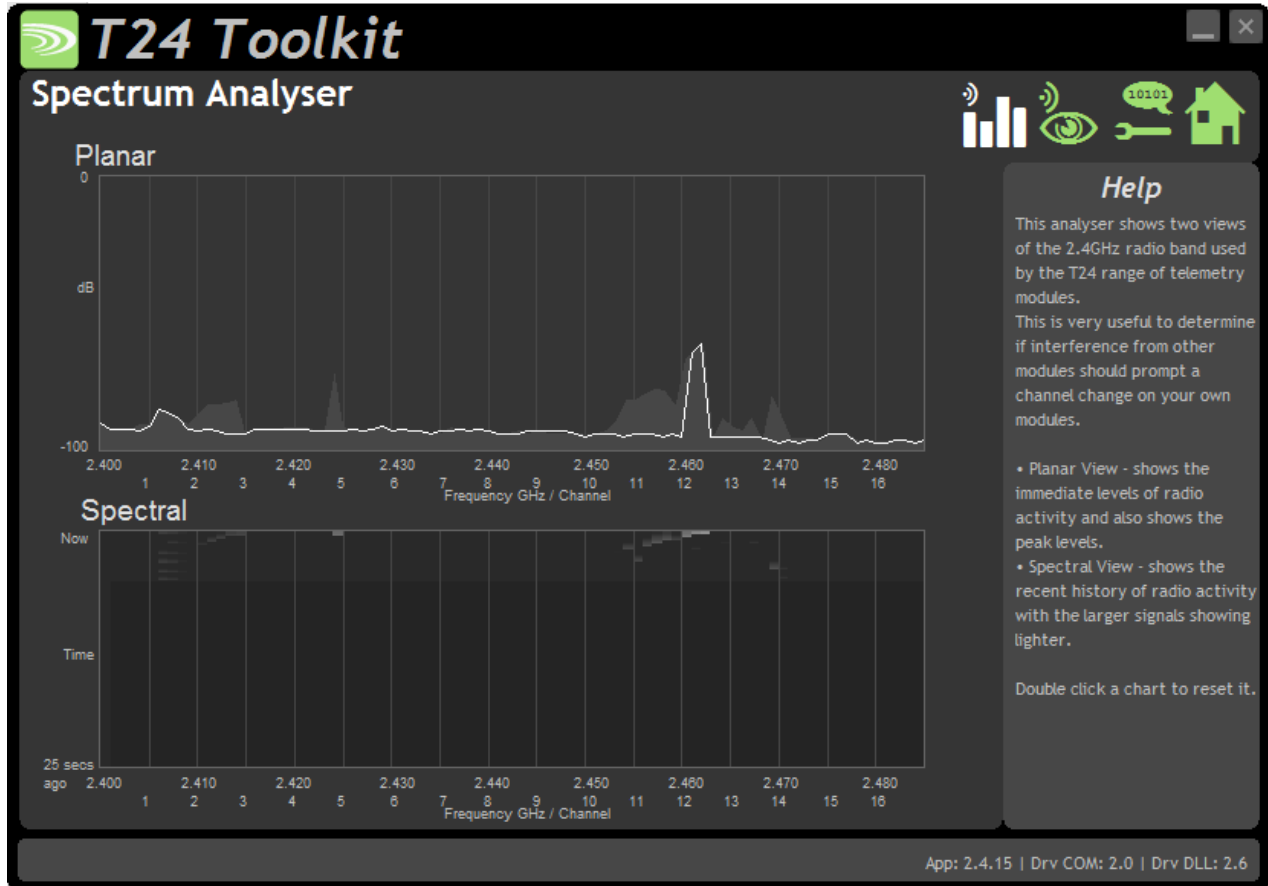 T24 Toolkit
Spectrum Analyser
10101
Planar
0
dB
-100
2.400 2.410 2.420 2.430 2.440 2.450 2.460 2.470 2.480
1 2 3 4 5 6 7 8 9 10 11 12 13 14 15 16
Frequency GHz / Channel
Spectral
Now
Time
25 secs
ago 2.400 2.410 2.420 2.430 2.440 2.450 2.460 2.470 2.480
1 2 3 4 5 6 7 8 9 10 11 12 13 14 15 16
Frequency GHz / Channel
Help
This analyser shows two views
of the 2.4GHz radio band used
by the T24 range of telemetry
modules.
This is very useful to determine
if interference from other
modules should prompt a
channel change on your own
modules.
• Planar View - shows the
immediate levels of radio
activity and also shows the
peak levels.
• Spectral View - shows the
recent history of radio activity
with the larger signals showing
lighter.
Double click a chart to reset it.
App: 2.4.15 | Drv COM: 2.0 | Drv DLL: 2.6